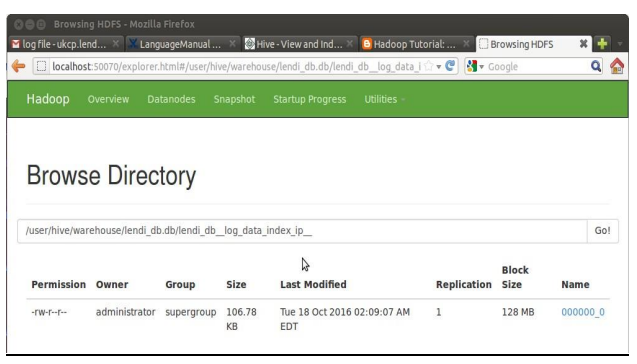 Browsing HDFS - Mozilla Firefox
log file - ukcp.lend... LanguageManual ... Hive - View and Ind... Hadoop Tutorial: ... Browsing HDFS
localhost:50070/explorer.html#/user/hive/warehouse/lendi_db.db/lendi_db__log_data_i Google
Hadoop Overview Datanodes Snapshot Startup Progress Utilities
Browse Directory
/user/hive/warehouse/lendi_db.db/lendi_db__log_data_index_ip__ Go!
Permission Owner Group Size Last Modified Replication Block Size Name
-rw-r--r-- administrator supergroup 106.78 KB Tue 18 Oct 2016 02:09:07 AM EDT 1 128 MB 000000_0